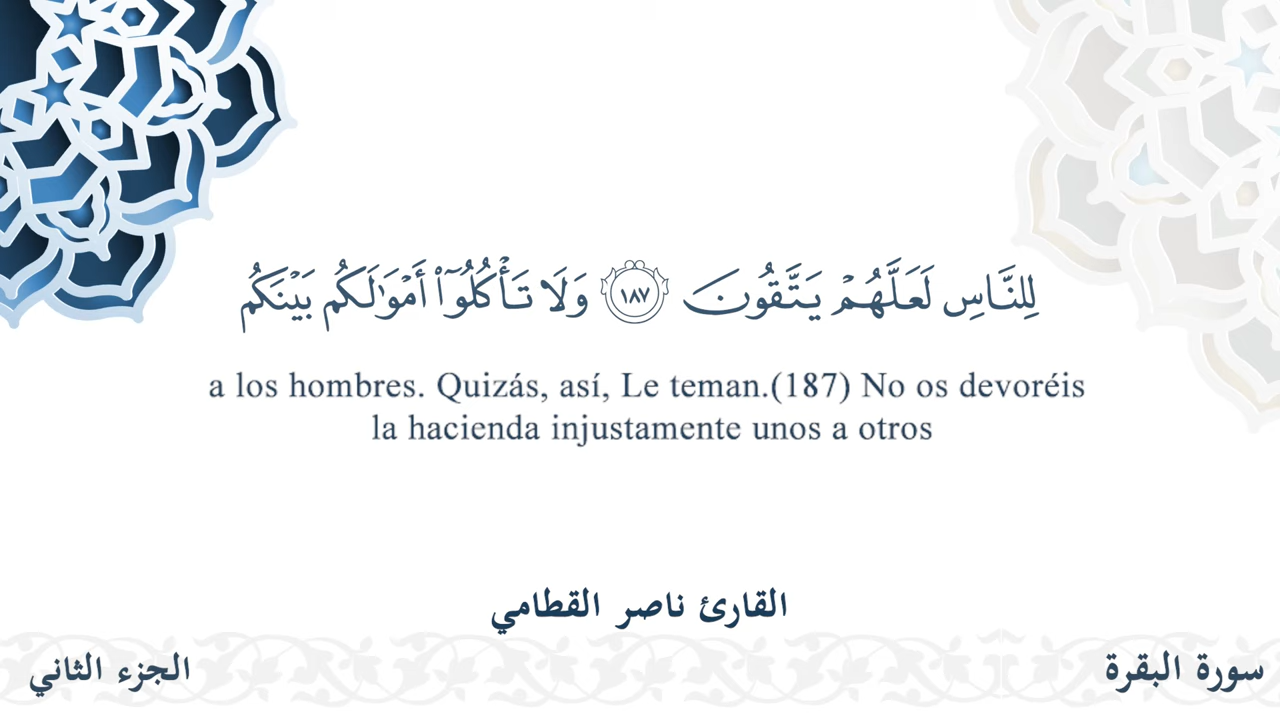 لِلنَّاسِ لَعَلَّهُمْ يَتَّقُونَ ١٨٧ وَلَا تَأْكُلُوٓا۟ أَمْوَٰلَكُم بَيْنَكُم
a los hombres. Quizás, así, Le teman.(187) No os devoréis
la hacienda injustamente unos a otros
القارئ ناصر القطامي
سورة البقرة
الجزء الثاني